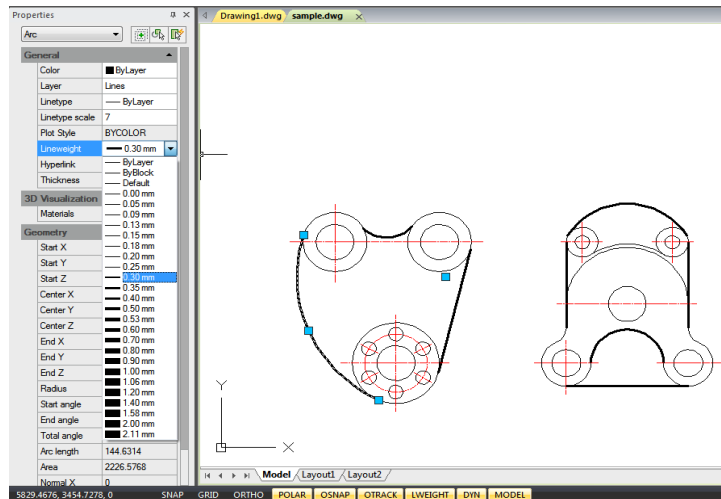 Properties
Drawing1.dwg sample.dwg
Arc
General
Color ByLayer
Layer Lines
Linetype ByLayer
Linetype scale 7
Plot Style BYCOLOR
Lineweight 0.30 mm
Hyperlink
Thickness
3D Visualization
Materials
Geometry
Start X
Start Y
Start Z
Center X
Center Y
Center Z
End X
End Y
End Z
Radius
Start angle
End angle
Total angle
Arc length 144.6314
Area 2226.5768
Normal X 0
ByLayer
ByBlock
Default
0.00 mm
0.05 mm
0.09 mm
0.13 mm
0.15 mm
0.18 mm
0.20 mm
0.25 mm
0.30 mm
0.35 mm
0.40 mm
0.50 mm
0.53 mm
0.60 mm
0.70 mm
0.80 mm
0.90 mm
1.00 mm
1.06 mm
1.20 mm
1.40 mm
1.58 mm
2.00 mm
2.11 mm
Y
X
Model Layout1 Layout2
5829.4676, 3454.7278, 0 SNAP GRID ORTHO POLAR OSNAP OTRACK LWEIGHT DYN MODEL